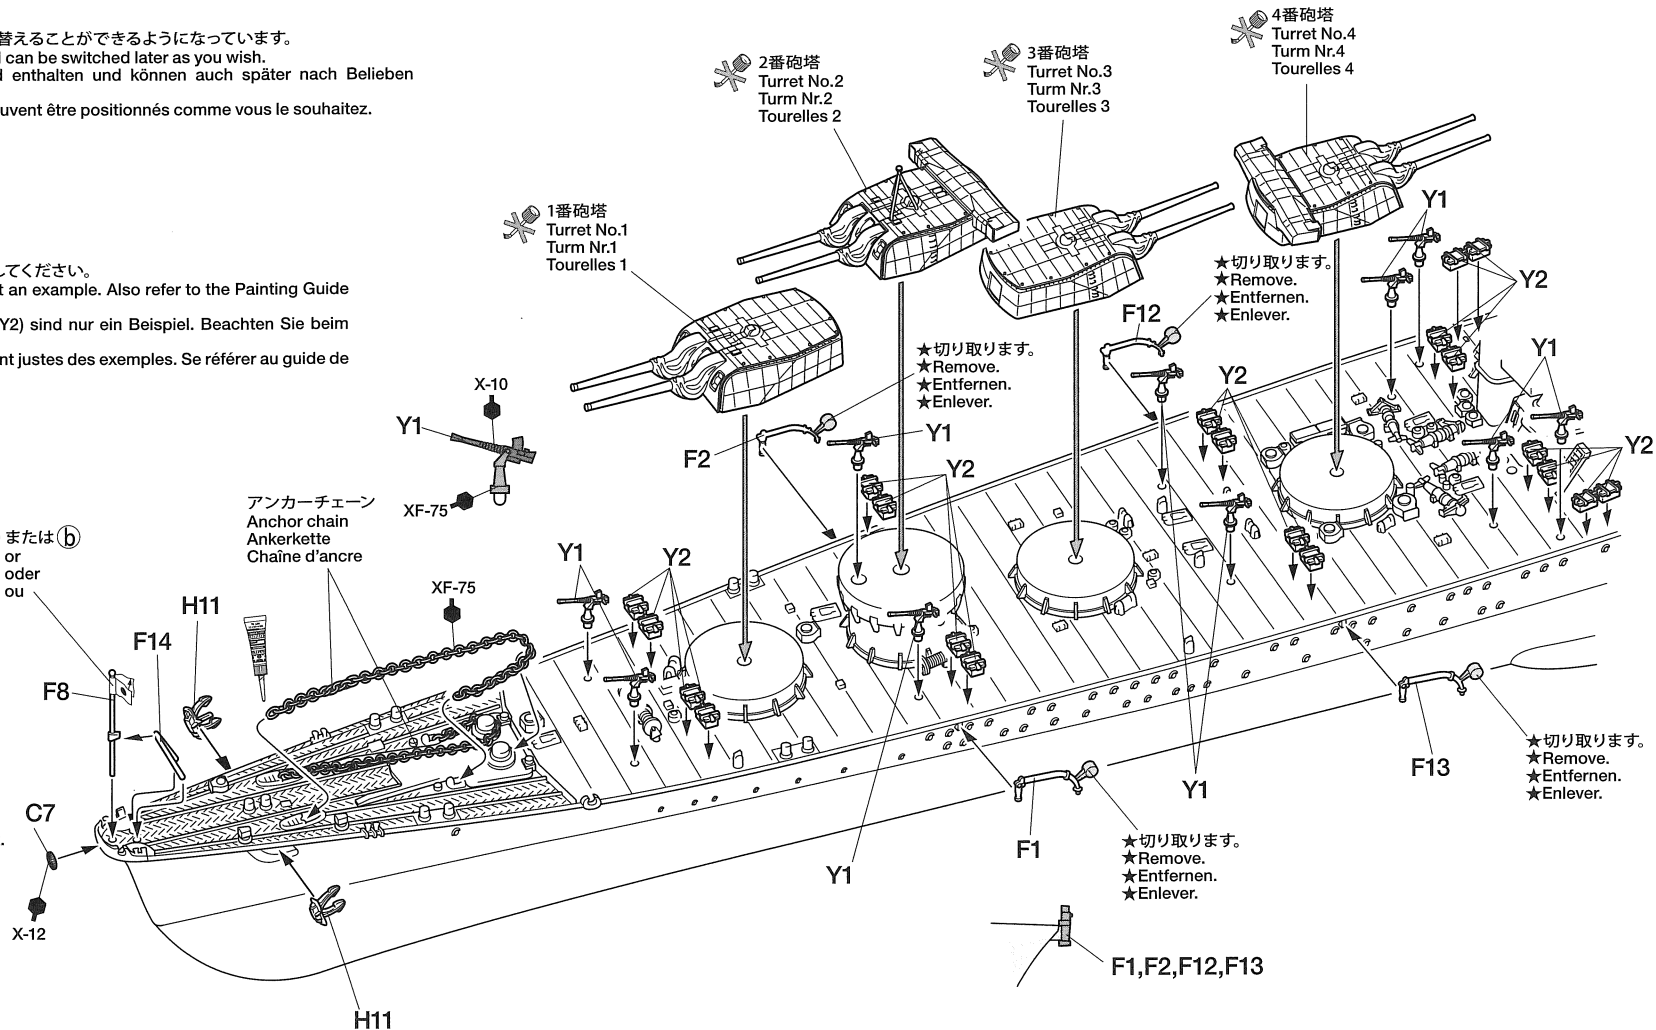 替えることができるようになっています。
can be switched later as you wish.
enthalten und können auch später nach Belieben
uvent être positionnés comme vous le souhaitez.
してください。
t an example. Also refer to the Painting Guide
Y2) sind nur ein Beispiel. Beachten Sie beim
nt justes des exemples. Se référer au guide de
4番砲塔
Turret No.4
Turm Nr.4
Tourelles 4
3番砲塔
Turret No.3
Turm Nr.3
Tourelles 3
2番砲塔
Turret No.2
Turm Nr.2
Tourelles 2
1番砲塔
Turret No.1
Turm Nr.1
Tourelles 1
Y1
Y2
★切り取ります。
★Remove.
★Entfernen.
★Enlever.
F12
Y1
★切り取ります。
★Remove.
★Entfernen.
★Enlever.
Y2
X-10
Y1
XF-75
F2
Y1
Y2
Y2
アンカーチェーン
Anchor chain
Ankerkette
Chaîne d'ancre
または ⓑ
or
oder
ou
XF-75
Y1
Y2
H11
F14
F8
C7
X-12
H11
Y1
F1
★切り取ります。
★Remove.
★Entfernen.
★Enlever.
Y1
F13
★切り取ります。
★Remove.
★Entfernen.
★Enlever.
F1,F2,F12,F13